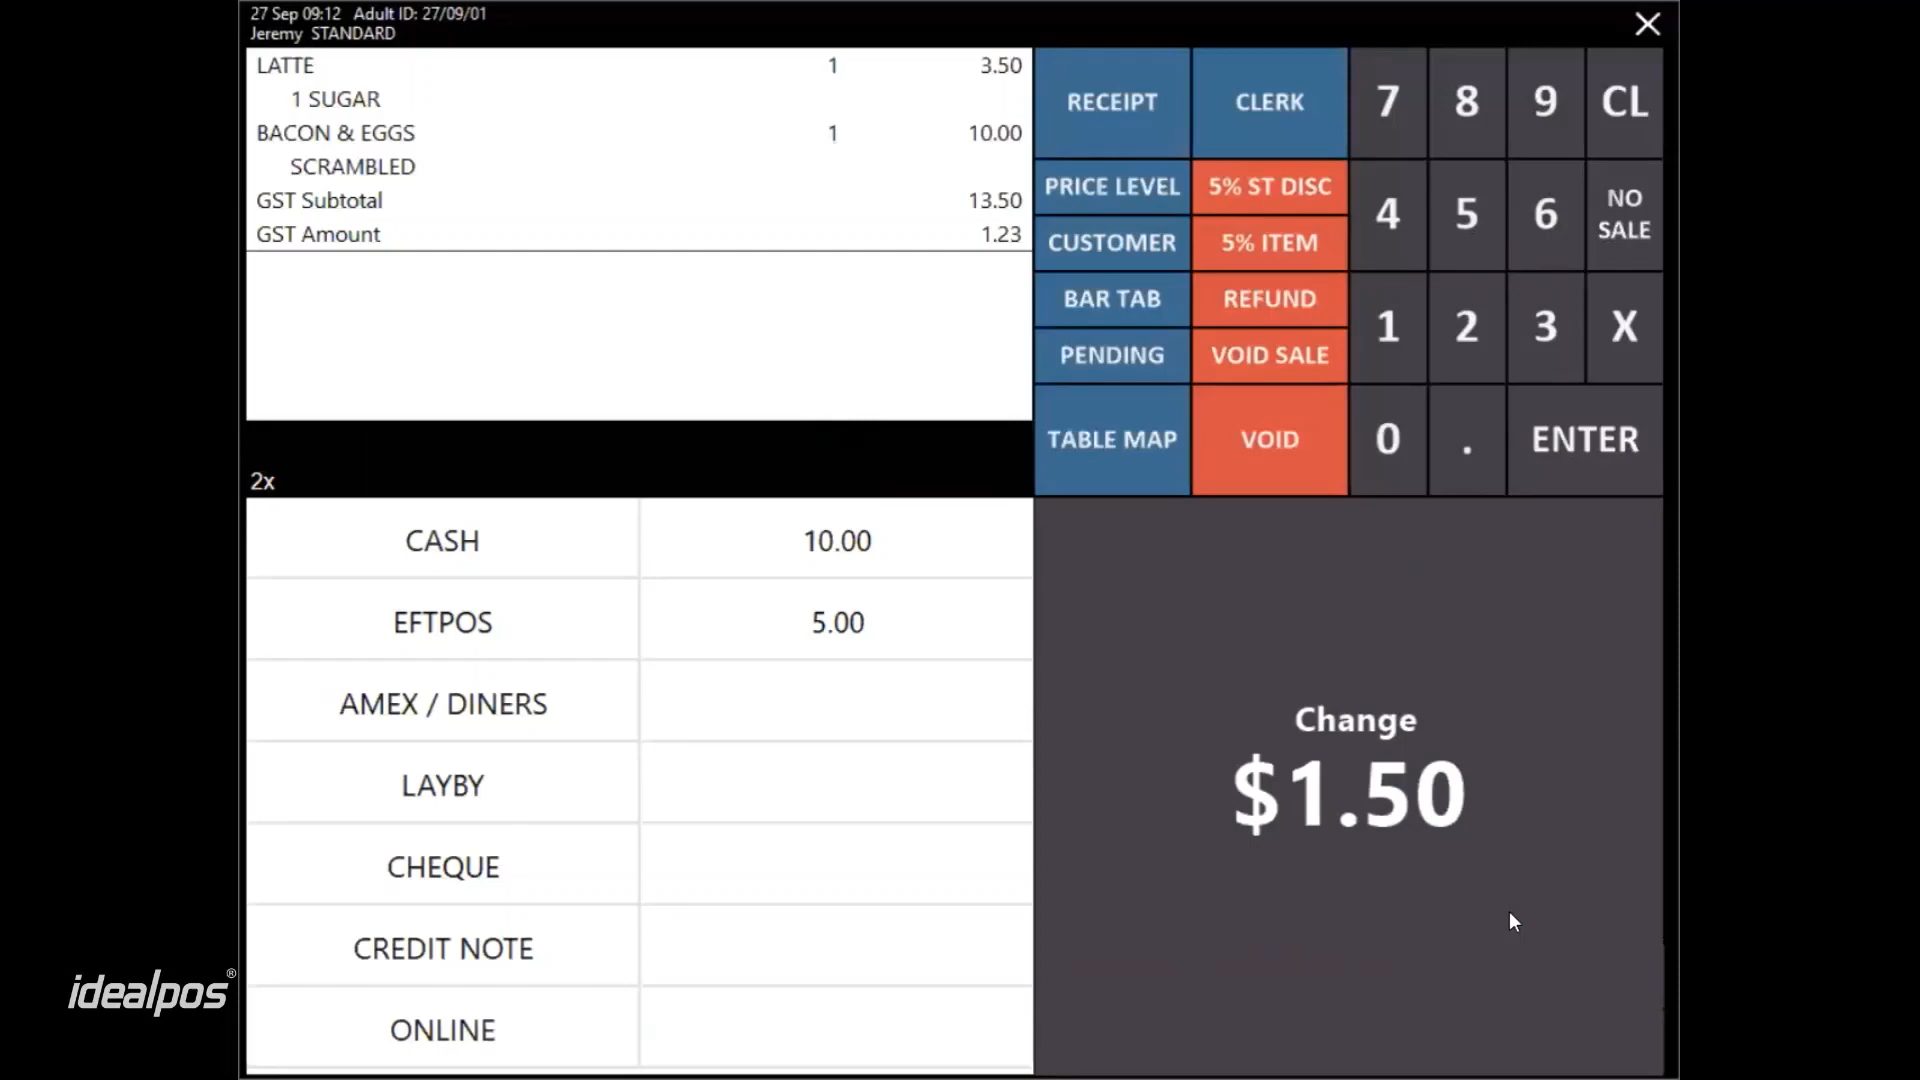 27 Sep 09:12 Adult ID: 27/09/01
Jeremy STANDARD
LATTE 1 3.50
1 SUGAR
BACON & EGGS 1 10.00
SCRAMBLED
GST Subtotal 13.50
GST Amount 1.23
2x
CASH 10.00
EFTPOS 5.00
AMEX / DINERS
LAYBY
CHEQUE
CREDIT NOTE
ONLINE
RECEIPT CLERK 7 8 9 CL
PRICE LEVEL 5% ST DISC 4 5 6 NO
SALE
CUSTOMER 5% ITEM
BAR TAB REFUND 1 2 3 X
PENDING VOID SALE
TABLE MAP VOID 0 . ENTER
Change
$1.50
idealpos®